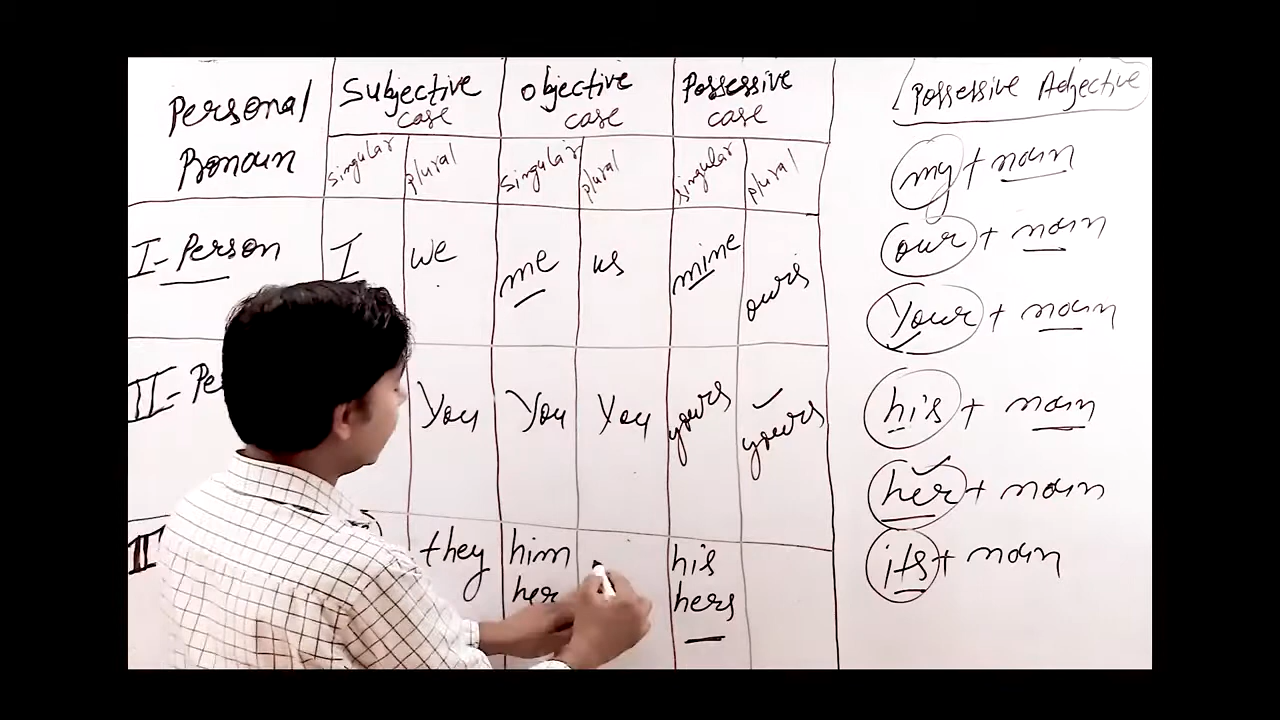 Personal Pronoun
Subjective case
Objective case
Possessive case
singular plural singular plural singular plural
I - Person I we me us mine ours
II - Pe You You You yours yours
they him his
her hers
Possessive Adjective
my + noun
our + noun
Your + noun
his + noun
her + noun
its + noun